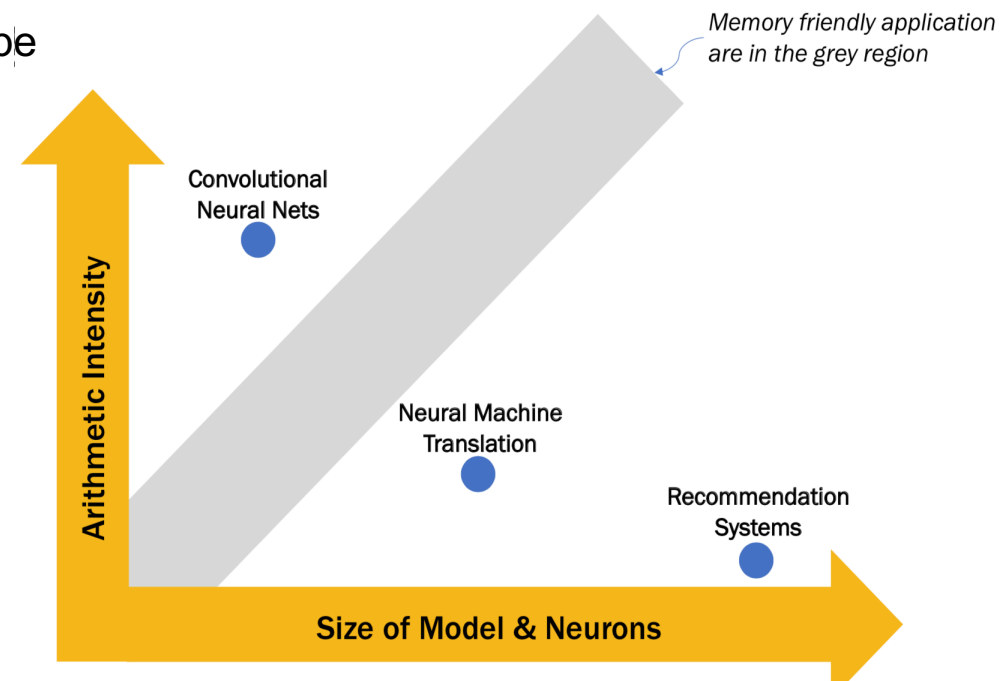 Memory friendly application
are in the grey region
Convolutional
Neural Nets
Arithmetic Intensity
Neural Machine
Translation
Recommendation
Systems
Size of Model & Neurons